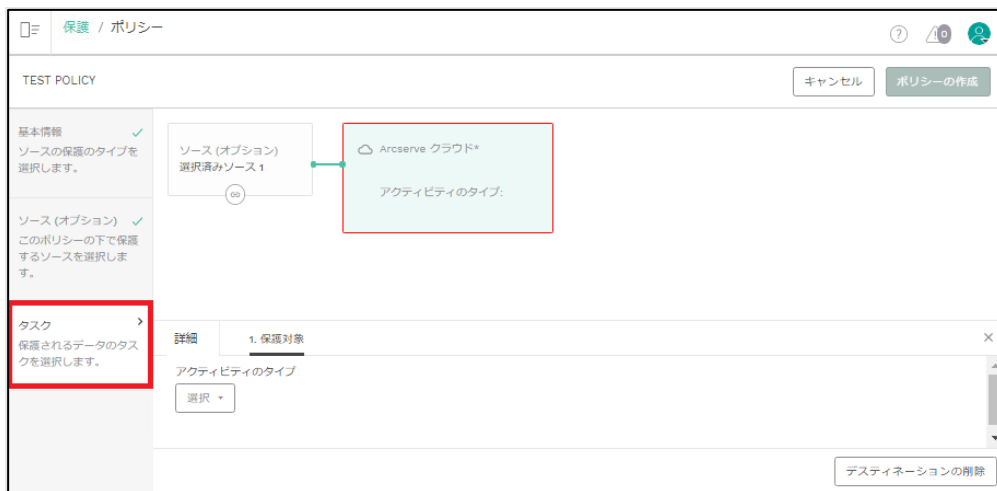 保護 / ポリシー
? 0
TEST POLICY
キャンセル
ポリシーの作成
基本情報
ソースの保護のタイプを
選択します。
ソース (オプション)
このポリシーの下で保護
するソースを選択しま
す。
タスク
保護されるデータのタス
クを選択します。
ソース (オプション)
選択済みソース 1
Arcserve クラウド*
アクティビティのタイプ:
詳細
1. 保護対象
アクティビティのタイプ
選択
デスティネーションの削除